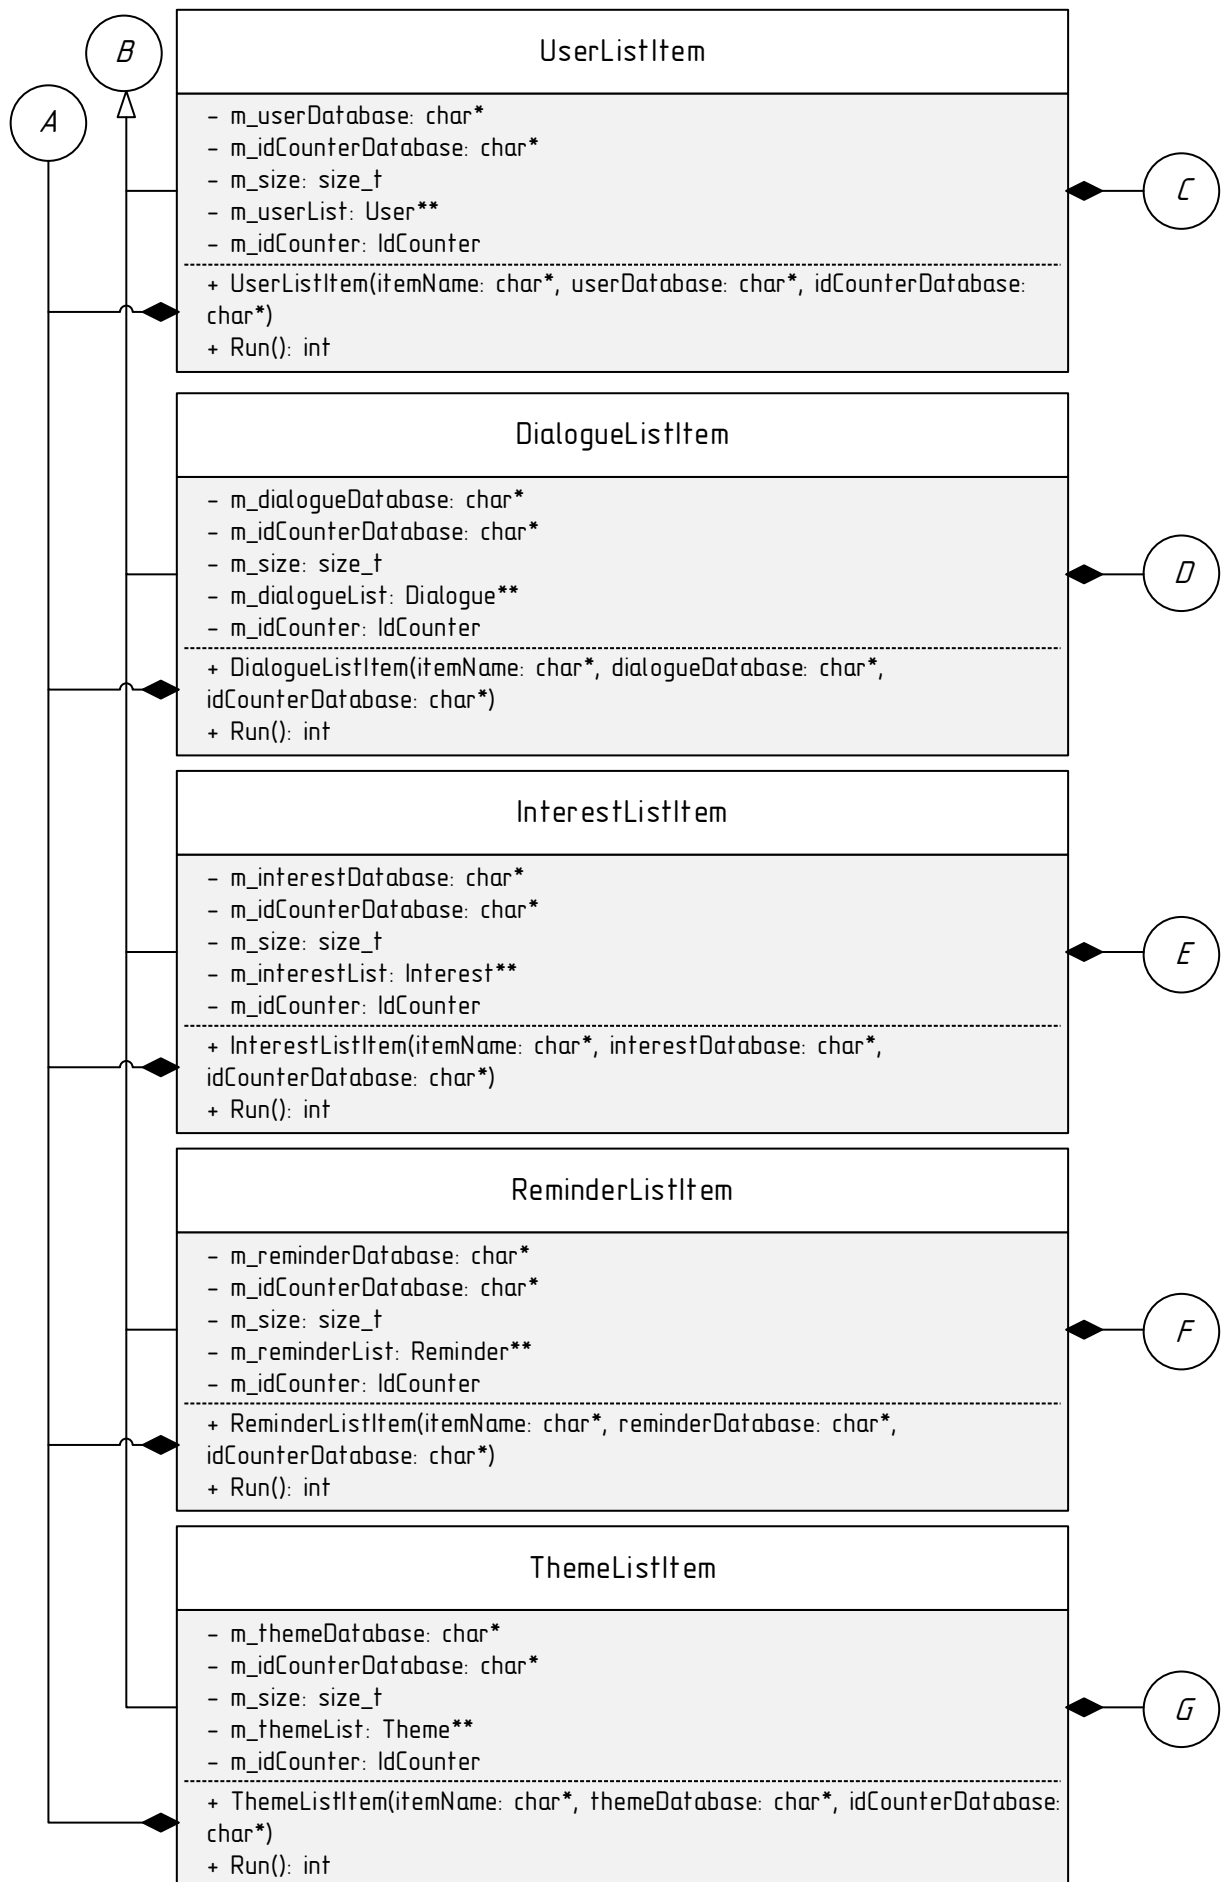 B
A
UserListItem
- m_userDatabase: char*
- m_idCounterDatabase: char*
- m_size: size_t
- m_userList: User**
- m_idCounter: IdCounter
+ UserListItem(itemName: char*, userDatabase: char*, idCounterDatabase:
char*)
+ Run(): int
C
DialogueListItem
- m_dialogueDatabase: char*
- m_idCounterDatabase: char*
- m_size: size_t
- m_dialogueList: Dialogue**
- m_idCounter: IdCounter
+ DialogueListItem(itemName: char*, dialogueDatabase: char*,
idCounterDatabase: char*)
+ Run(): int
D
InterestListItem
- m_interestDatabase: char*
- m_idCounterDatabase: char*
- m_size: size_t
- m_interestList: Interest**
- m_idCounter: IdCounter
+ InterestListItem(itemName: char*, interestDatabase: char*,
idCounterDatabase: char*)
+ Run(): int
E
ReminderListItem
- m_reminderDatabase: char*
- m_idCounterDatabase: char*
- m_size: size_t
- m_reminderList: Reminder**
- m_idCounter: IdCounter
+ ReminderListItem(itemName: char*, reminderDatabase: char*,
idCounterDatabase: char*)
+ Run(): int
F
ThemeListItem
- m_themeDatabase: char*
- m_idCounterDatabase: char*
- m_size: size_t
- m_themeList: Theme**
- m_idCounter: IdCounter
+ ThemeListItem(itemName: char*, themeDatabase: char*, idCounterDatabase:
char*)
+ Run(): int
G